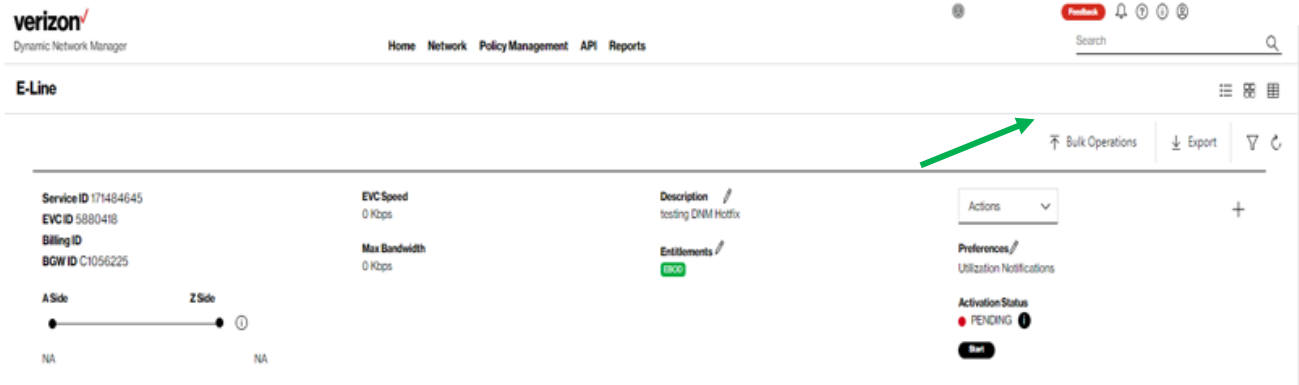 verizon
Feedback
Dynamic Network Manager
Home Network Policy Management API Reports
Search
E-Line
Bulk Operations Export
Service ID 171484645
EVC ID 5880418
Billing ID
BGW ID C1056225
EVC Speed
0 Kbps
Max Bandwidth
0 Kbps
Description
testing DNM Hotfix
Entitlements
EBOD
Actions
Preferences
Utilization Notifications
Activation Status
PENDING
Start
A Side Z Side
NA NA